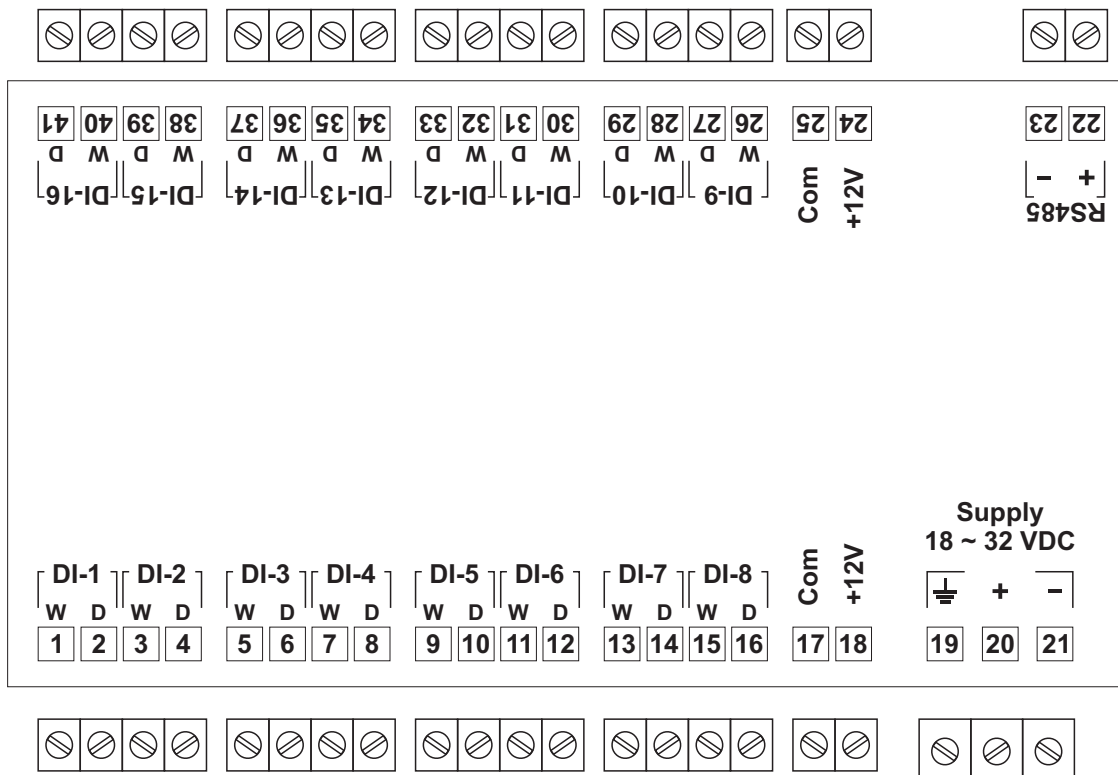 41 40 39 38 37 36 35 34 33 32 31 30 29 28 27 26 25 24 23 22
D W D W D W D W D W D W D W D W Com +12V - +
DI-16 DI-15 DI-14 DI-13 DI-12 DI-11 DI-10 DI-9 RS485
Supply
18 ~ 32 VDC
DI-1 DI-2 DI-3 DI-4 DI-5 DI-6 DI-7 DI-8 Com +12V + -
W D W D W D W D W D W D W D W D
1 2 3 4 5 6 7 8 9 10 11 12 13 14 15 16 17 18 19 20 21